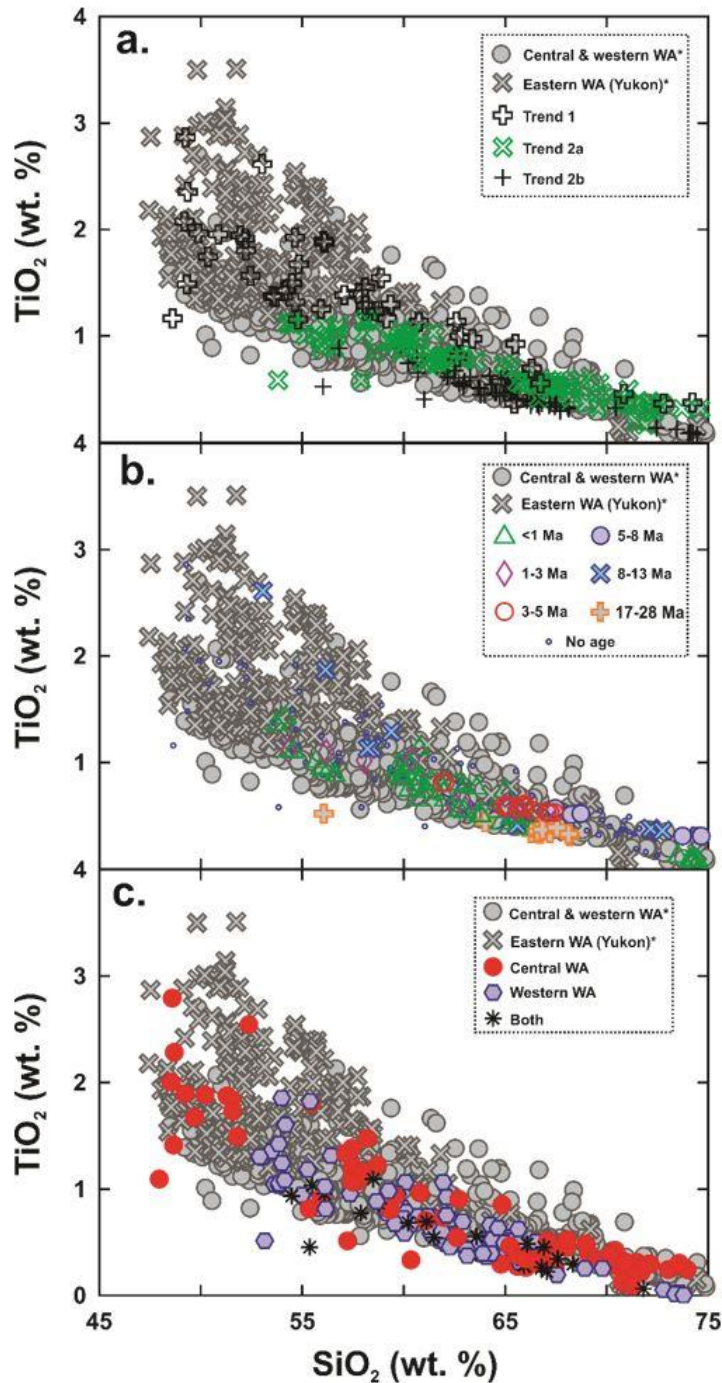 4
a.
Central & western WA*
Eastern WA (Yukon)*
Trend 1
Trend 2a
Trend 2b
3
2
1
TiO2 (wt. %)
4
b.
Central & western WA*
Eastern WA (Yukon)*
<1 Ma
5-8 Ma
1-3 Ma
8-13 Ma
3-5 Ma
17-28 Ma
No age
3
2
1
TiO2 (wt. %)
4
c.
Central & western WA*
Eastern WA (Yukon)*
Central WA
Western WA
Both
3
2
1
0
TiO2 (wt. %)
45 55 65 75
SiO2 (wt. %)